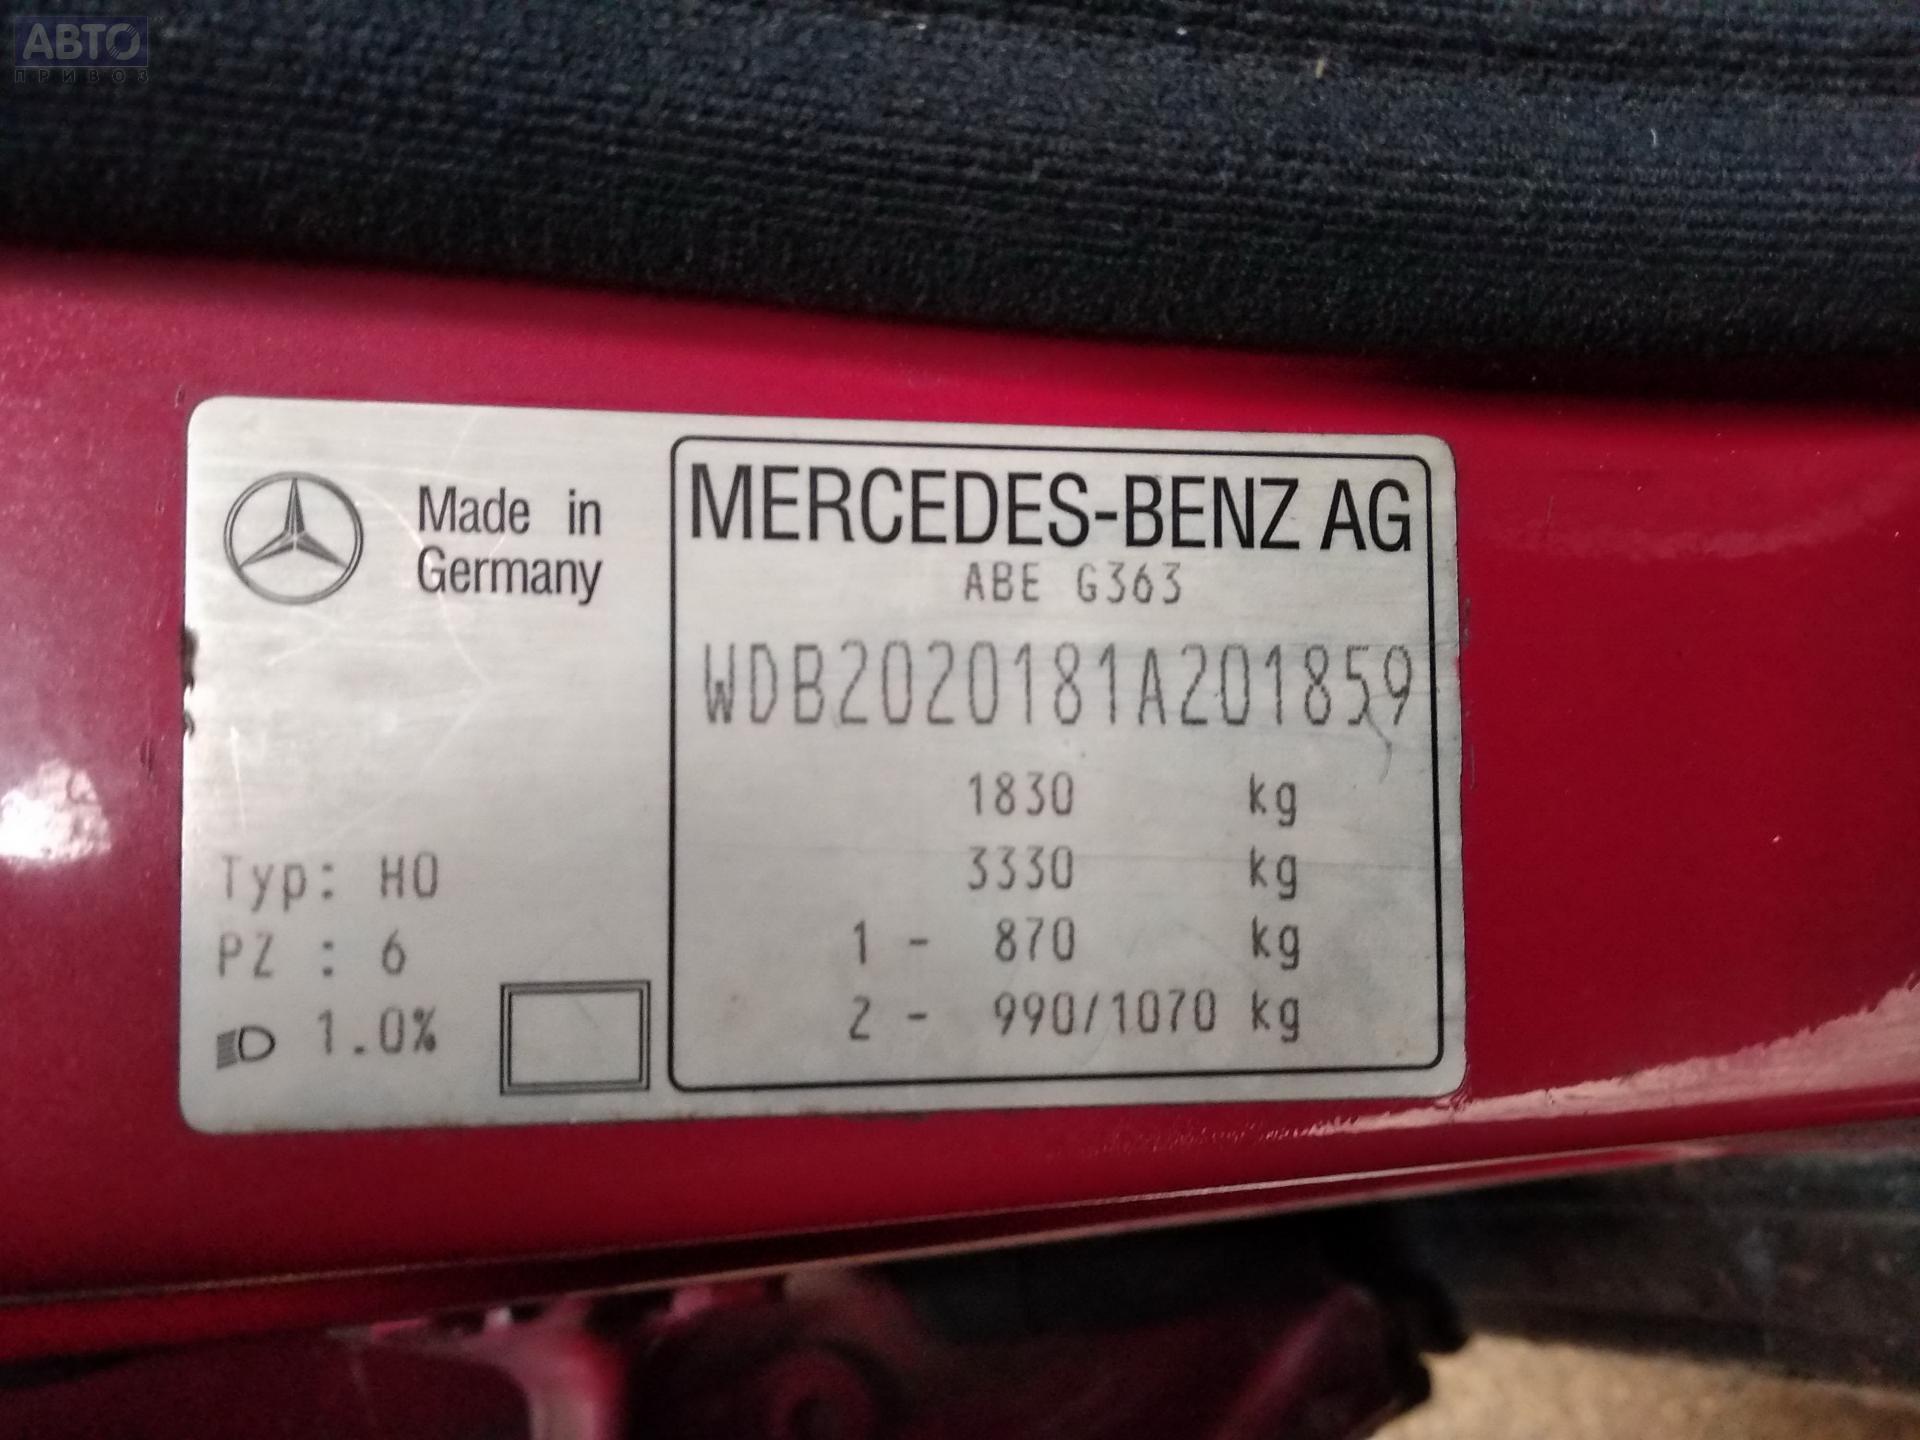 АВТО
ПРИВОЗ
Made in
Germany
MERCEDES-BENZ AG
ABE G363
WDB2020181A201859
1830 kg
3330 kg
1 - 870 kg
2 - 990/1070 kg
Typ: HO
PZ : 6
1.0%